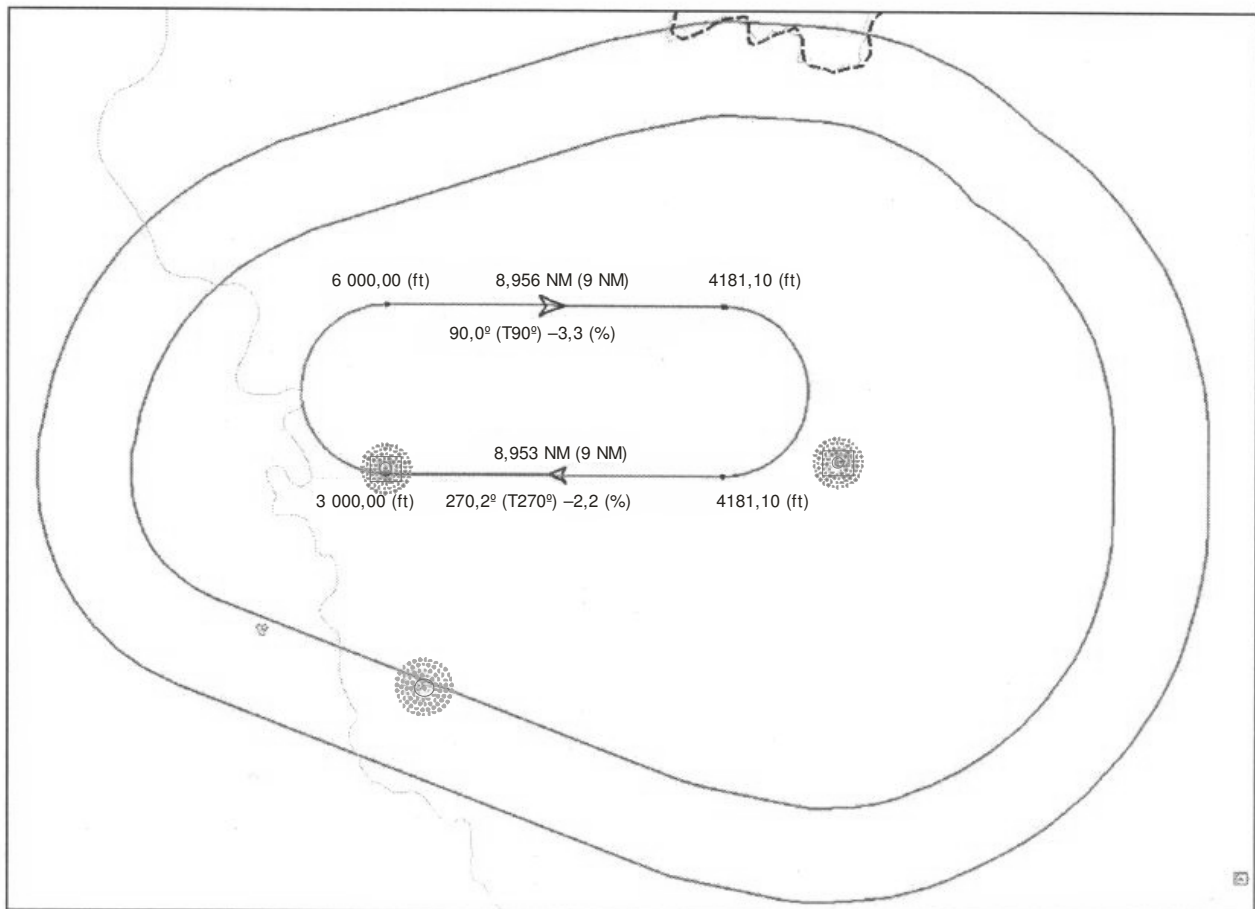 6 000,00 (ft) 8,956 NM (9 NM) 4181,10 (ft)
90,0º (T90º) –3,3 (%)
8,953 NM (9 NM)
3 000,00 (ft) 270,2º (T270º) –2,2 (%) 4181,10 (ft)